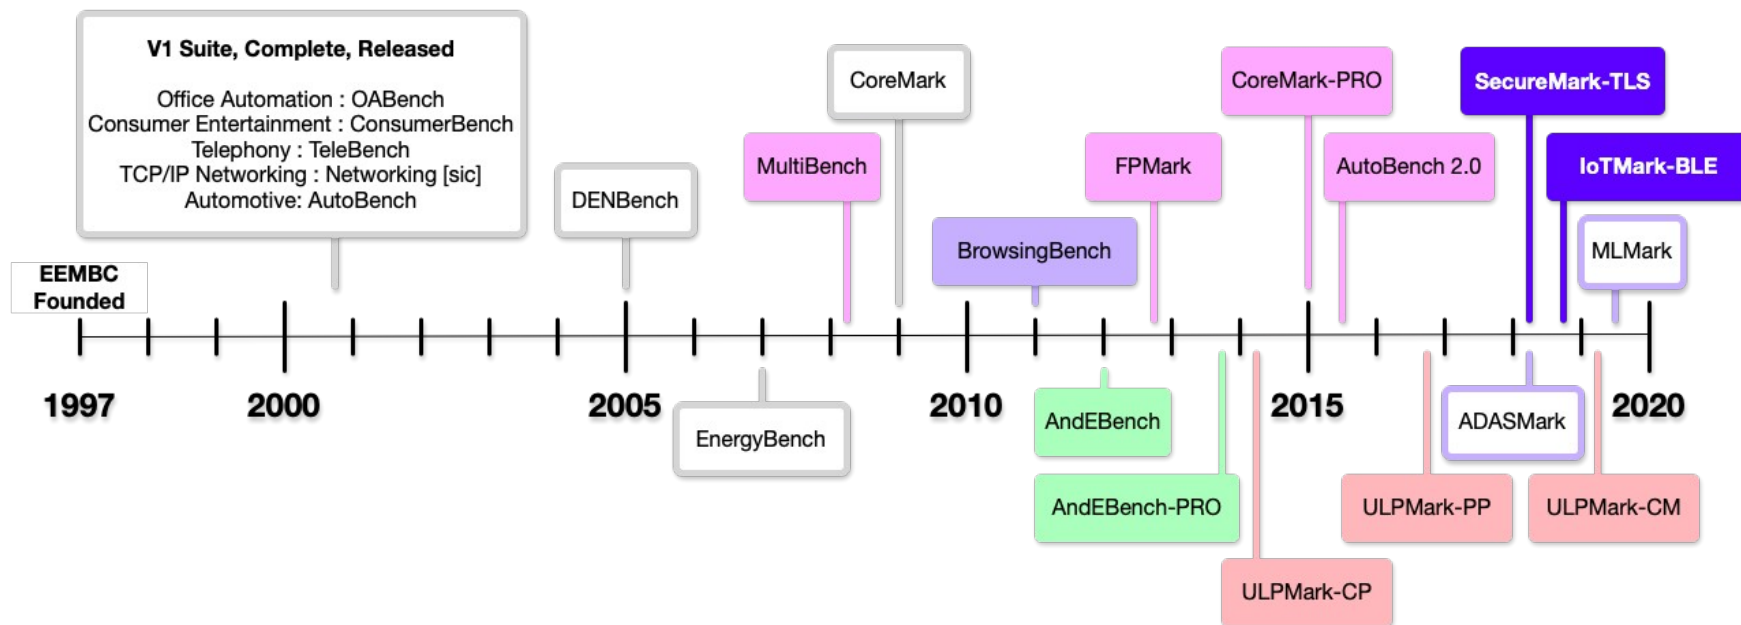 V1 Suite, Complete, Released
Office Automation : OABench
Consumer Entertainment : ConsumerBench
Telephony : TeleBench
TCP/IP Networking : Networking [sic]
Automotive: AutoBench
CoreMark
CoreMark-PRO
SecureMark-TLS
MultiBench
FPMark
AutoBench 2.0
IoTMark-BLE
DENBench
BrowsingBench
MLMark
EEMBC
Founded
1997
2000
2005
2010
2015
2020
EnergyBench
AndEBench
ADASMark
AndEBench-PRO
ULPMark-PP
ULPMark-CM
ULPMark-CP